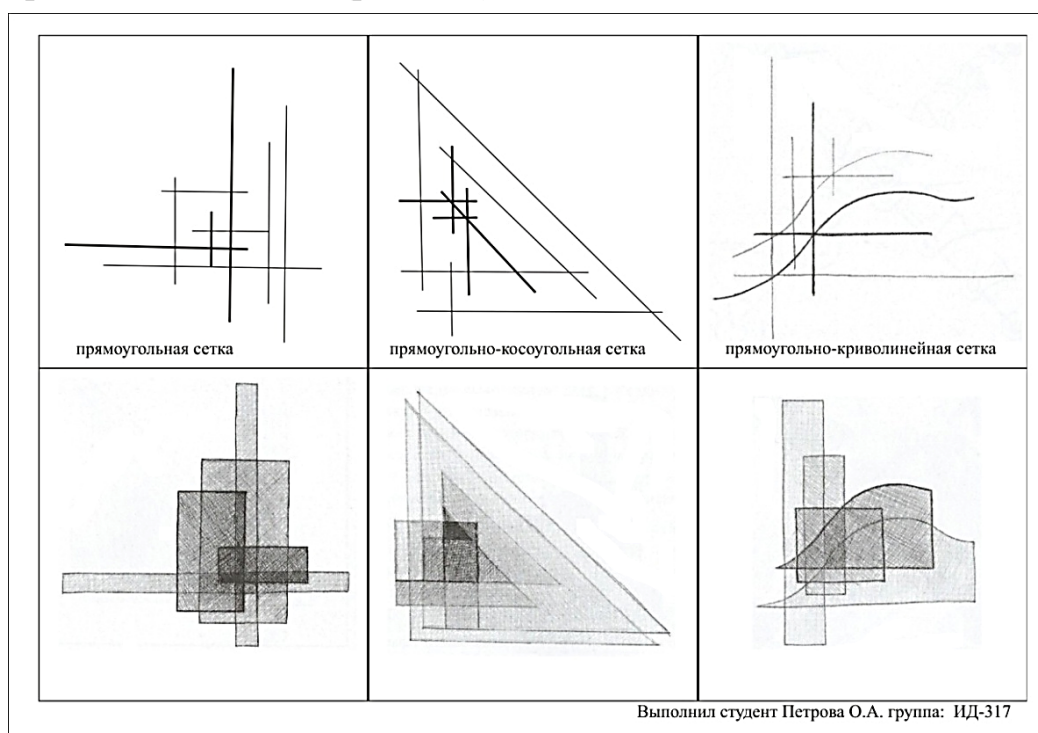 прямоугольная сетка
прямоугольно-косоугольная сетка
прямоугольно-криволинейная сетка
Выполнил студент Петрова О.А. группа: ИД-317